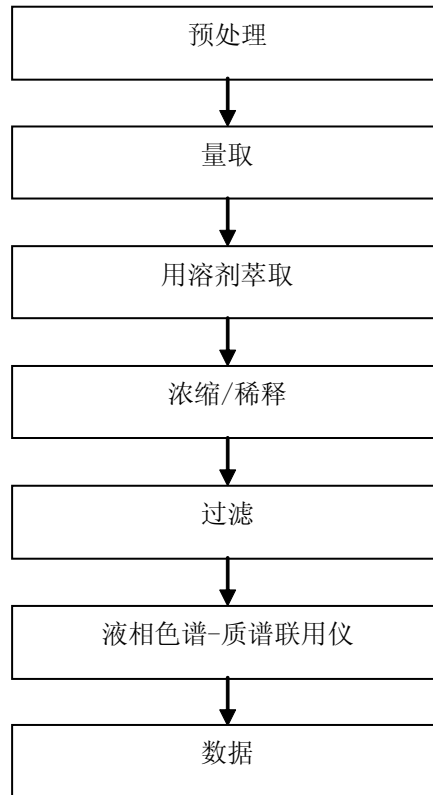 预处理
量取
用溶剂萃取
浓缩/稀释
过滤
液相色谱-质谱联用仪
数据